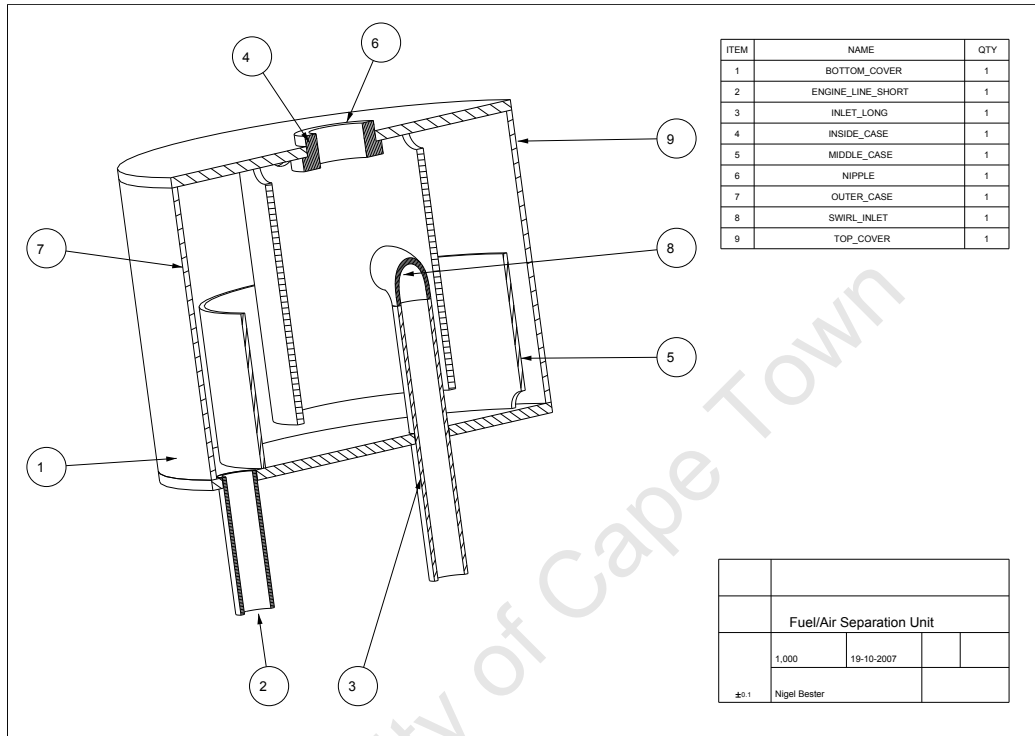 4
6
ITEM NAME QTY
1 BOTTOM_COVER 1
2 ENGINE_LINE_SHORT 1
3 INLET_LONG 1
4 INSIDE_CASE 1
5 MIDDLE_CASE 1
6 NIPPLE 1
7 OUTER_CASE 1
8 SWIRL_INLET 1
9 TOP_COVER 1
9
7
8
5
1
2
3
Fuel/Air Separation Unit
1,000 19-10-2007
±0.1 Nigel Bester
ity of Cape Town